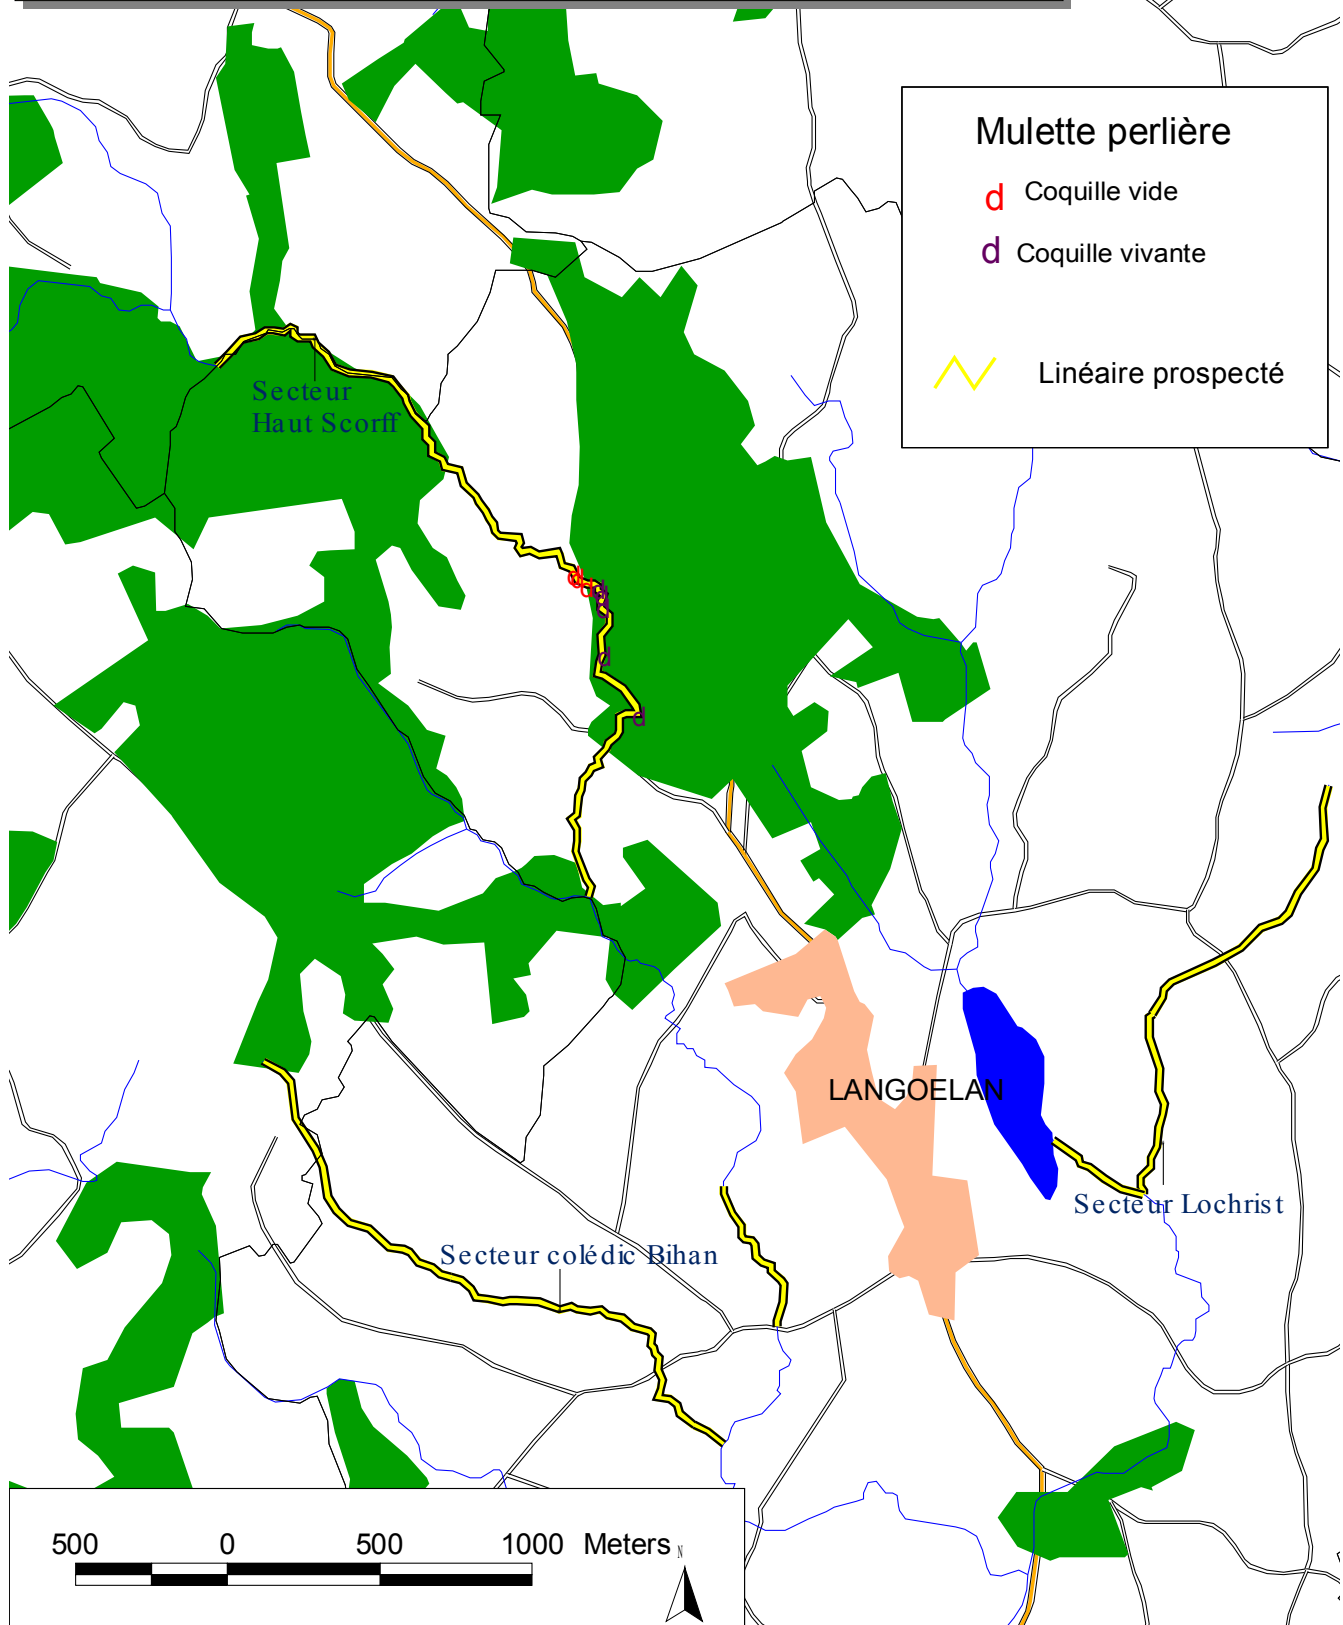 Mulette perlière
d Coquille vide
d Coquille vivante
Linéaire prospecté
Secteur
Haut Scorff
d
d
d
d
d
d
d
LANGOELAN
Secteur Lochrist
Secteur colédic Bihan
500 0 500 1000 Meters
N